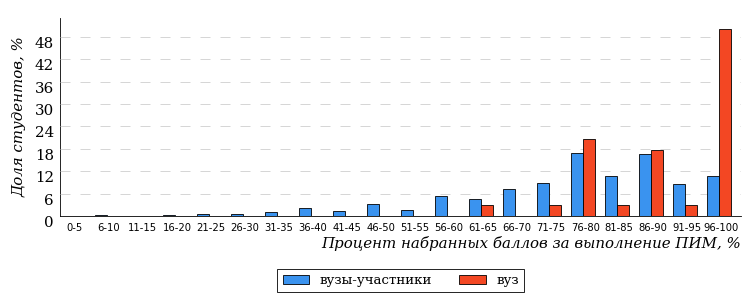 Доля студентов, %
48
42
36
30
24
18
12
6
0
0-5 6-10 11-15 16-20 21-25 26-30 31-35 36-40 41-45 46-50 51-55 56-60 61-65 66-70 71-75 76-80 81-85 86-90 91-95 96-100
Процент набранных баллов за выполнение ПИМ, %
вузы-участники вуз